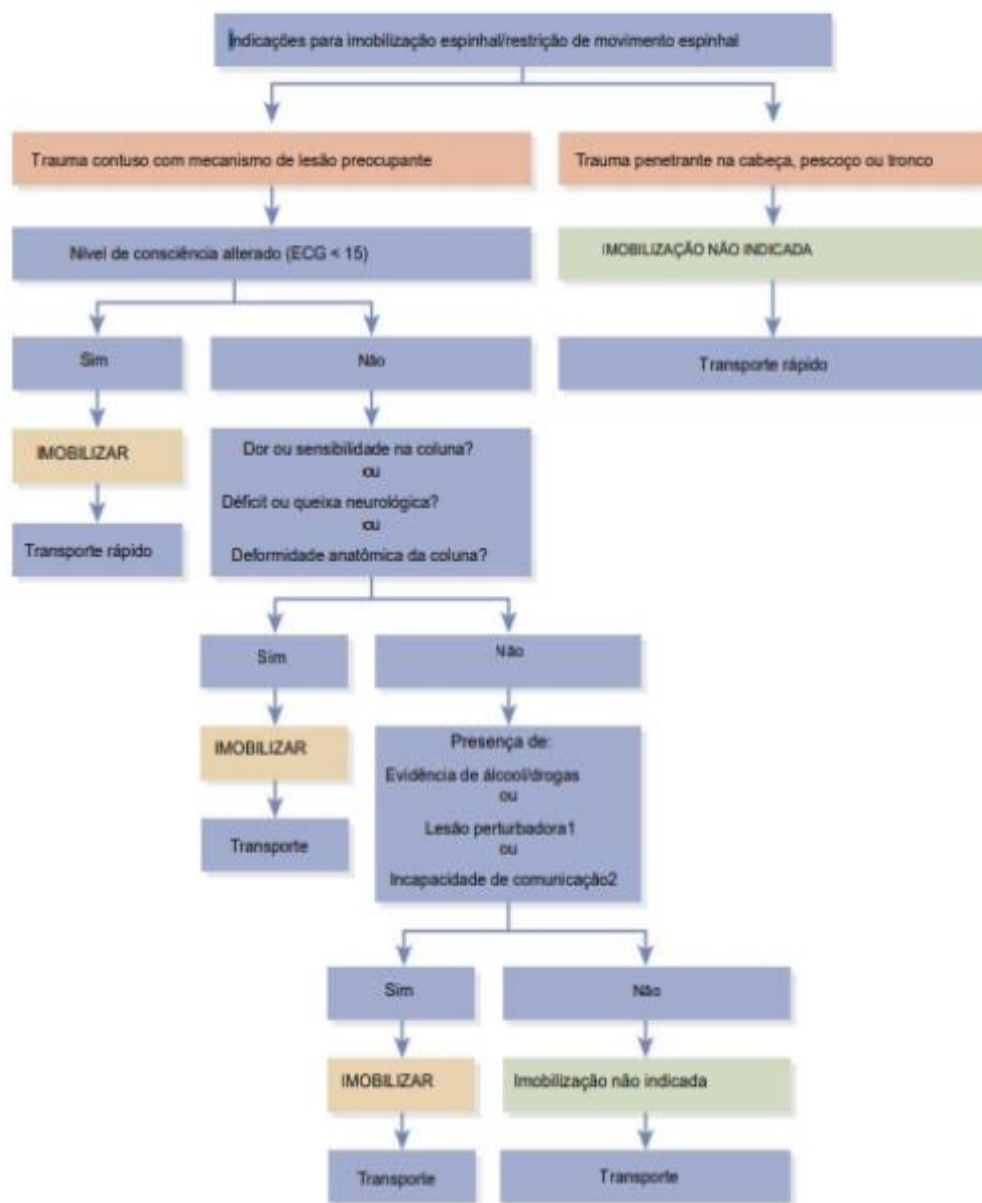 Indicações para imobilização espinhal/restrição de movimento espinhal
Trauma contuso com mecanismo de lesão preocupante
Trauma penetrante na cabeça, pescoço ou tronco
Nível de consciência alterado (ECG < 15)
IMOBILIZAÇÃO NÃO INDICADA
Sim
Não
Transporte rápido
IMOBILIZAR
Dor ou sensibilidade na coluna?
ou
Déficit ou queixa neurológica?
ou
Deformidade anatômica da coluna?
Transporte rápido
Sim
Não
IMOBILIZAR
Presença de:
Evidência de álcool/drogas
ou
Lesão perturbadora1
ou
Incapacidade de comunicação2
Transporte
Sim
Não
IMOBILIZAR
Imobilização não indicada
Transporte
Transporte